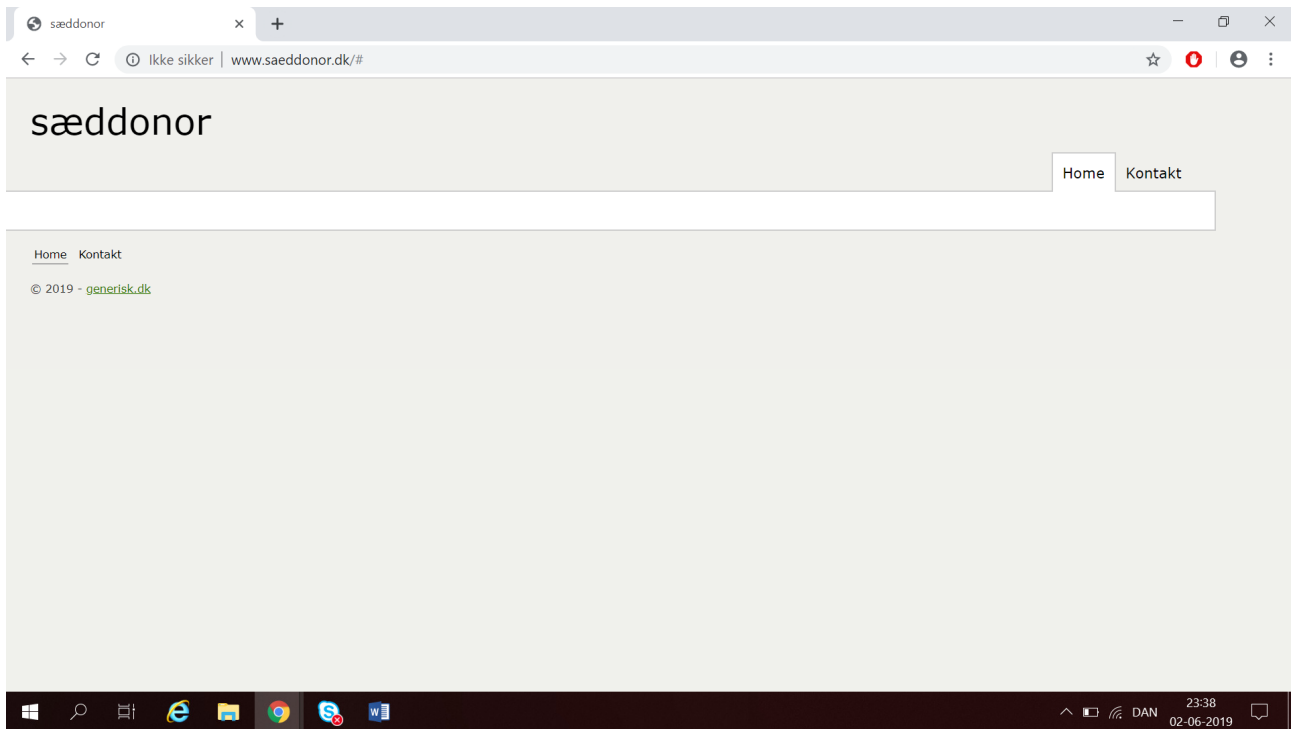 sæddonor
Ikke sikker | www.saeddonor.dk/#
sæddonor
Home Kontakt
Home Kontakt
© 2019 - generisk.dk
DAN
23:38
02-06-2019